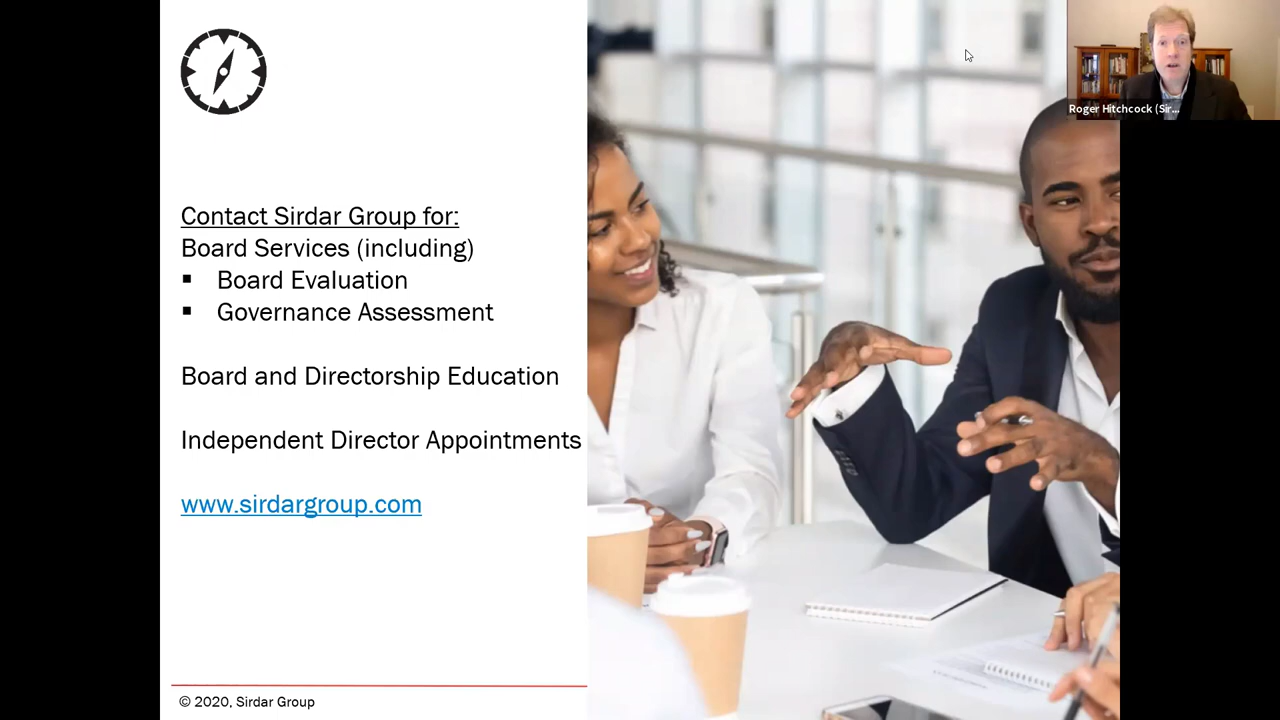 Roger Hitchcock (Sir...
Contact Sirdar Group for:
Board Services (including)
▪ Board Evaluation
▪ Governance Assessment
Board and Directorship Education
Independent Director Appointments
www.sirdargroup.com
© 2020, Sirdar Group